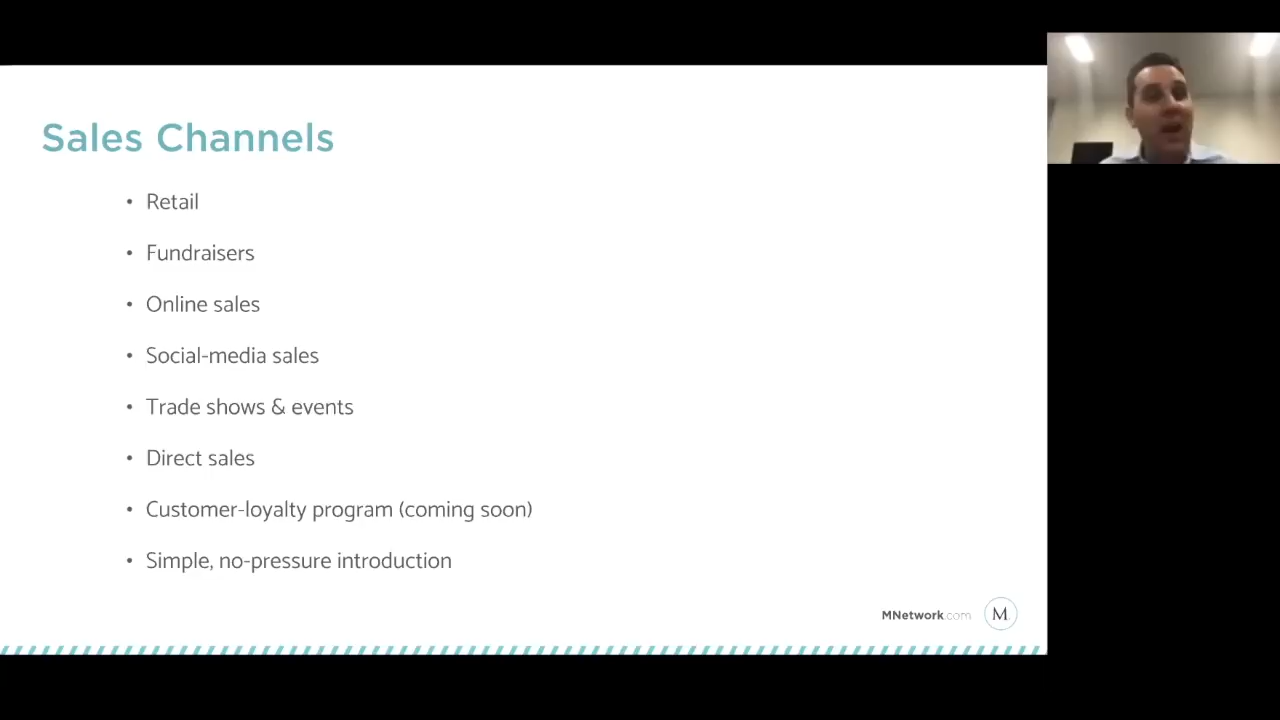 Sales Channels
• Retail
• Fundraisers
• Online sales
• Social-media sales
• Trade shows & events
• Direct sales
• Customer-loyalty program (coming soon)
• Simple, no-pressure introduction
MNetwork.com M.